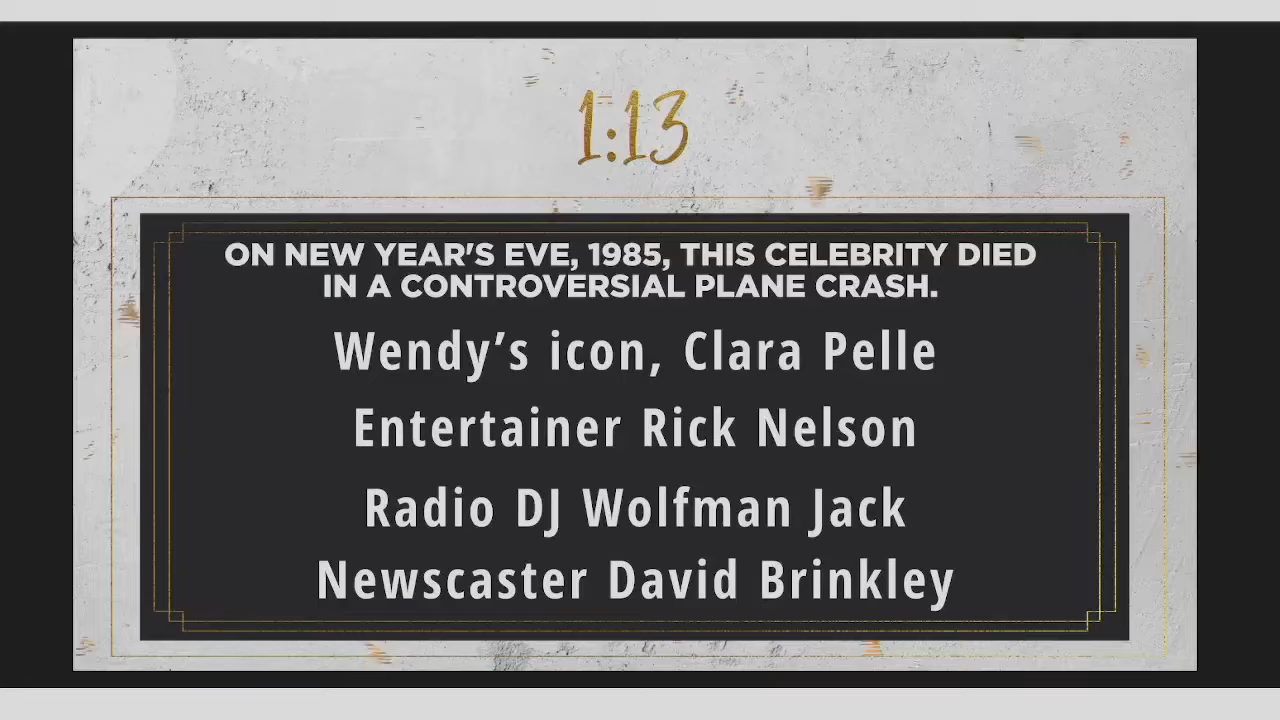 1:13
ON NEW YEAR'S EVE, 1985, THIS CELEBRITY DIED
IN A CONTROVERSIAL PLANE CRASH.
Wendy’s icon, Clara Pelle
Entertainer Rick Nelson
Radio DJ Wolfman Jack
Newscaster David Brinkley